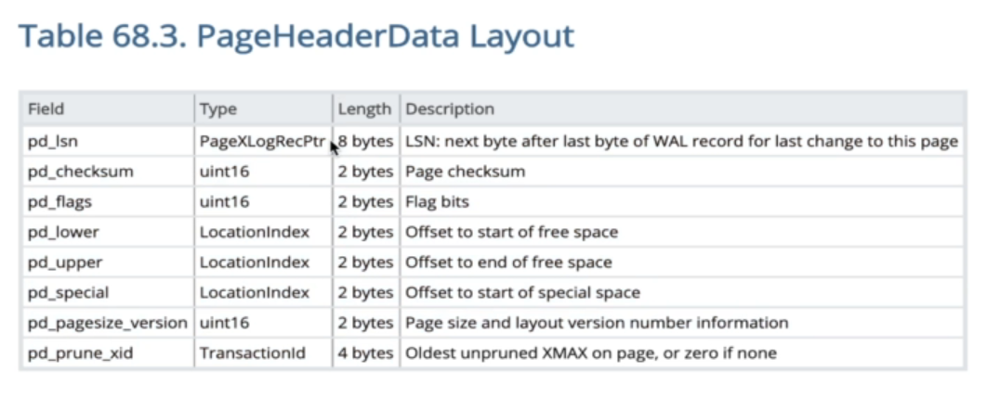 Table 68.3. PageHeaderData Layout
Field Type Length Description
pd_lsn PageXLogRecPtr 8 bytes LSN: next byte after last byte of WAL record for last change to this page
pd_checksum uint16 2 bytes Page checksum
pd_flags uint16 2 bytes Flag bits
pd_lower LocationIndex 2 bytes Offset to start of free space
pd_upper LocationIndex 2 bytes Offset to end of free space
pd_special LocationIndex 2 bytes Offset to start of special space
pd_pagesize_version uint16 2 bytes Page size and layout version number information
pd_prune_xid TransactionId 4 bytes Oldest unpruned XMAX on page, or zero if none